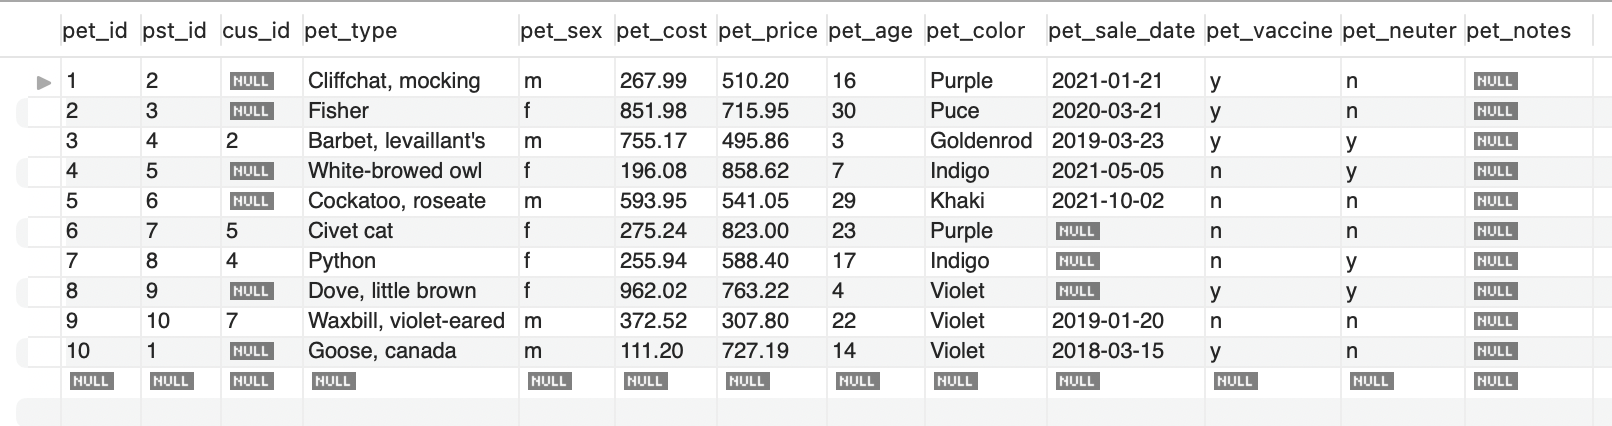 pet_id pst_id cus_id pet_type pet_sex pet_cost pet_price pet_age pet_color pet_sale_date pet_vaccine pet_neuter pet_notes
1 2 NULL Cliffchat, mocking m 267.99 510.20 16 Purple 2021-01-21 y n NULL
2 3 NULL Fisher f 851.98 715.95 30 Puce 2020-03-21 y n NULL
3 4 2 Barbet, levaillant's m 755.17 495.86 3 Goldenrod 2019-03-23 y y NULL
4 5 NULL White-browed owl f 196.08 858.62 7 Indigo 2021-05-05 n y NULL
5 6 NULL Cockatoo, roseate m 593.95 541.05 29 Khaki 2021-10-02 n n NULL
6 7 5 Civet cat f 275.24 823.00 23 Purple NULL n n NULL
7 8 4 Python f 255.94 588.40 17 Indigo NULL n y NULL
8 9 NULL Dove, little brown f 962.02 763.22 4 Violet NULL y y NULL
9 10 7 Waxbill, violet-eared m 372.52 307.80 22 Violet 2019-01-20 n n NULL
10 1 NULL Goose, canada m 111.20 727.19 14 Violet 2018-03-15 y n NULL
NULL NULL NULL NULL NULL NULL NULL NULL NULL NULL NULL NULL NULL